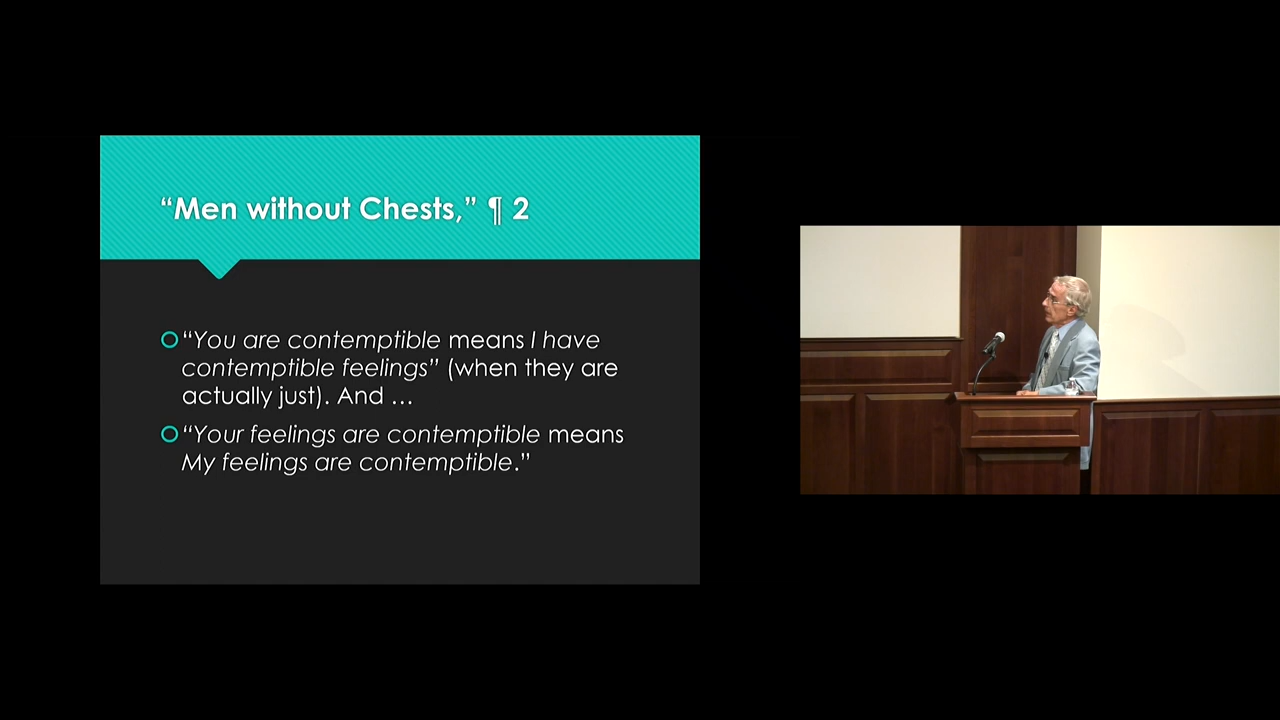 “Men without Chests,” ¶ 2
“You are contemptible means I have
contemptible feelings” (when they are
actually just). And …
“Your feelings are contemptible means
My feelings are contemptible.”